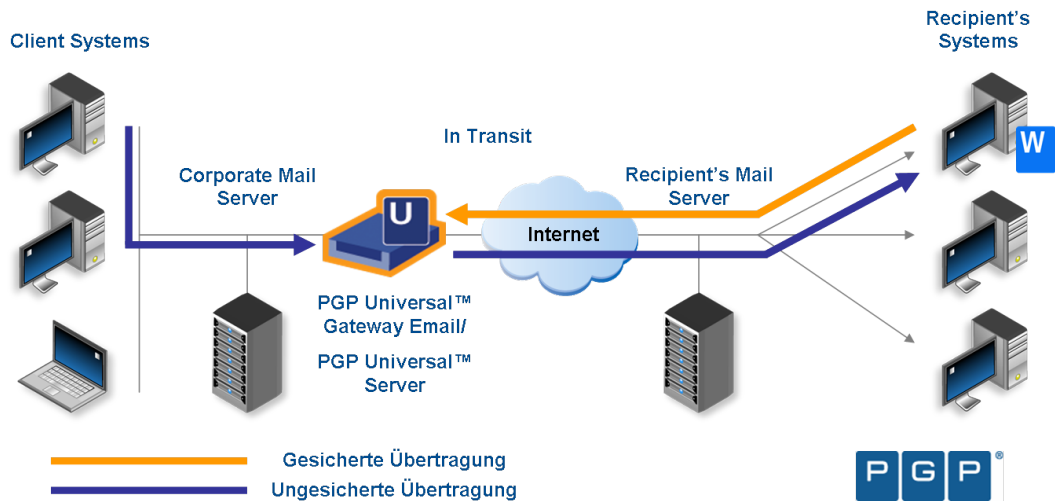 Client Systems
Recipient's
Systems
In Transit
W
Corporate Mail
Server
Recipient's Mail
Server
U
Internet
PGP Universal™
Gateway Email/
PGP Universal™
Server
Gesicherte Übertragung
Ungesicherte Übertragung
PGP®